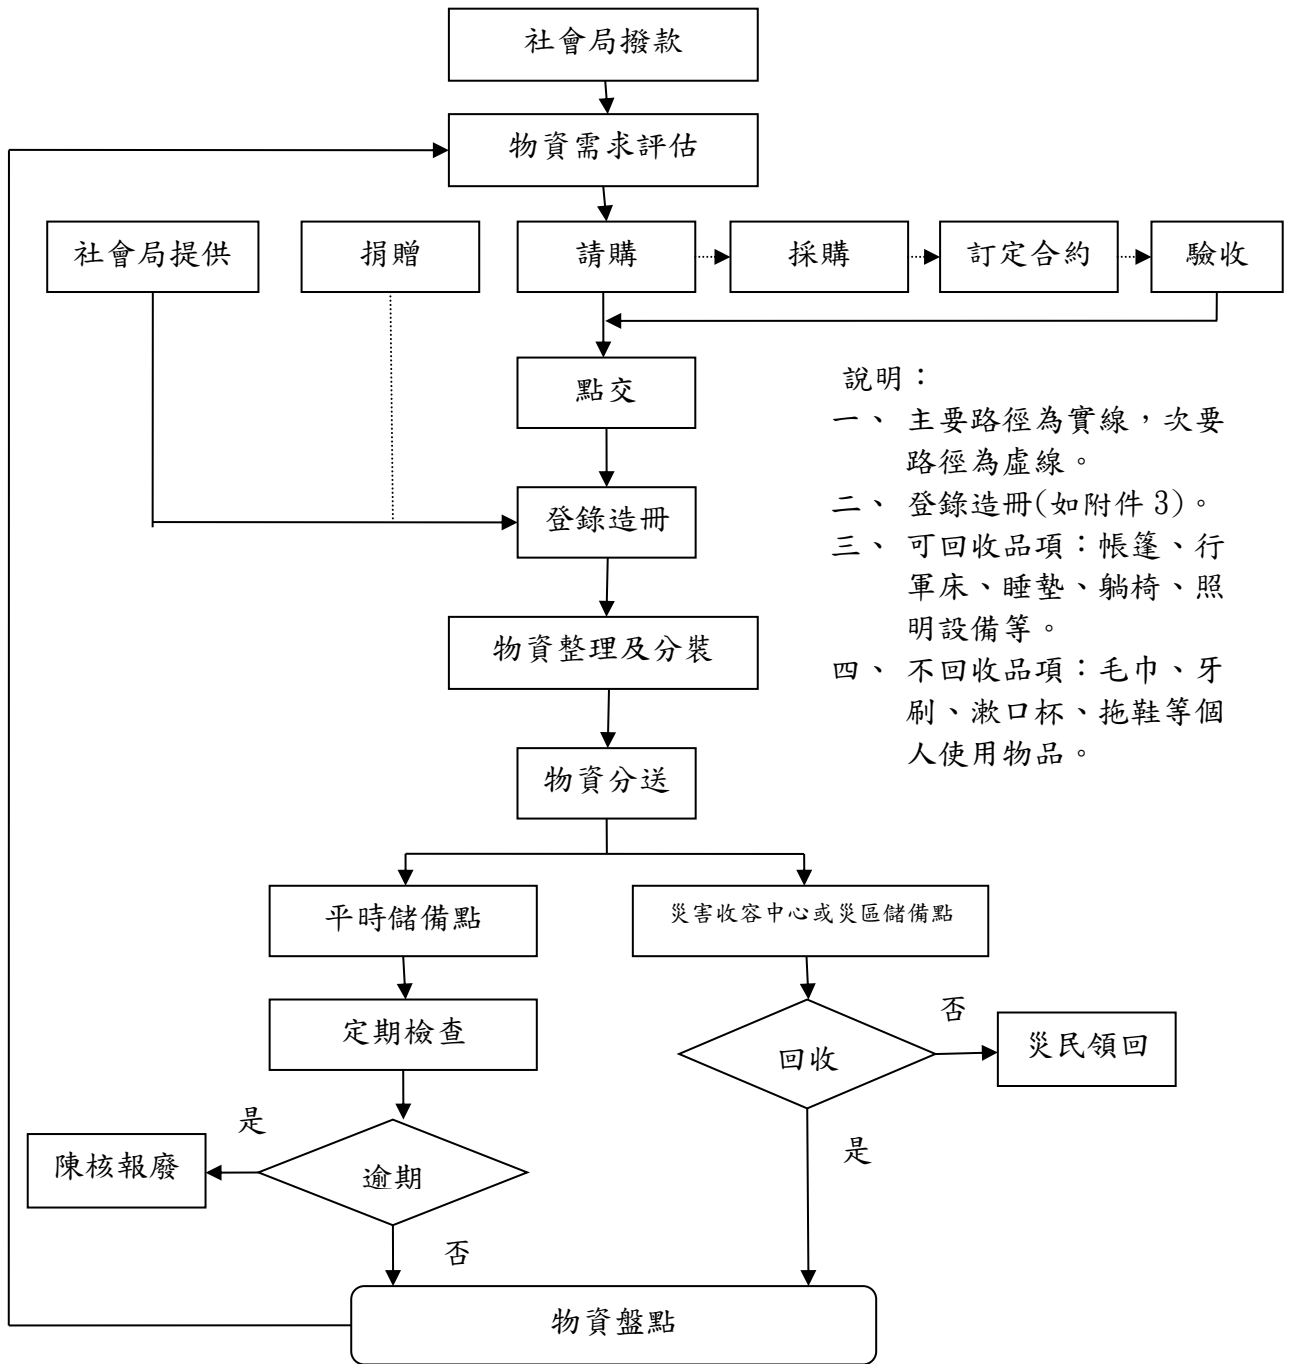 社會局撥款
物資需求評估
社會局提供
捐贈
請購
採購
訂定合約
驗收
點交
說明：
一、 主要路徑為實線，次要
路徑為虛線。
二、 登錄造冊(如附件 3)。
三、 可回收品項：帳篷、行
軍床、睡墊、躺椅、照
明設備等。
四、 不回收品項：毛巾、牙
刷、漱口杯、拖鞋等個
人使用物品。
登錄造冊
物資整理及分裝
物資分送
平時儲備點
災害收容中心或災區儲備點
定期檢查
回收
否
災民領回
是
陳核報廢
逾期
是
否
物資盤點